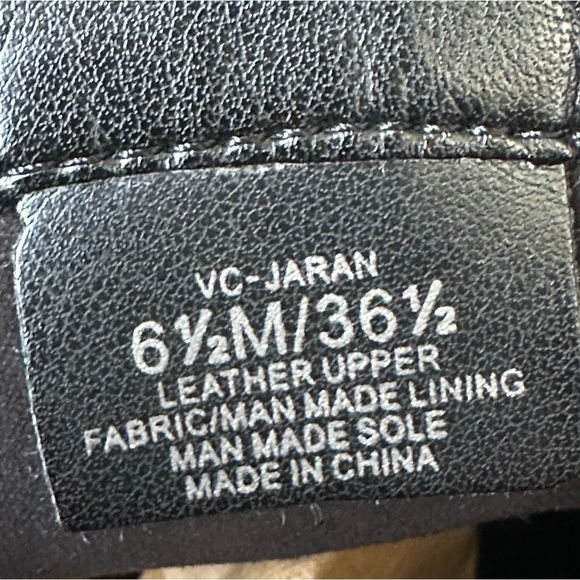 VC-JARAN
6½M/36½
LEATHER UPPER
FABRIC/MAN MADE LINING
MAN MADE SOLE
MADE IN CHINA